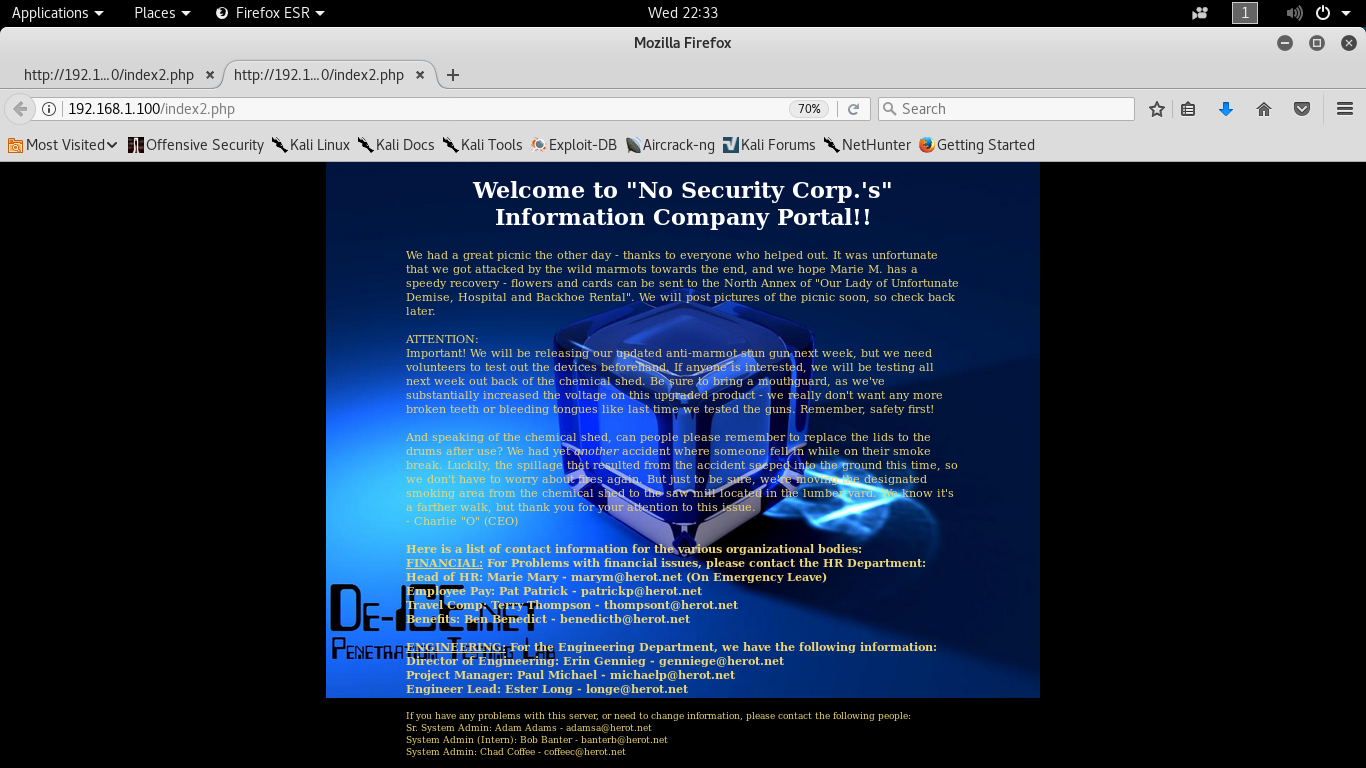 Applications Places Firefox ESR Wed 22:33 1
Mozilla Firefox
http://192.1...0/index2.php http://192.1...0/index2.php
192.168.1.100/index2.php 70% Search
Most Visited Offensive Security Kali Linux Kali Docs Kali Tools Exploit-DB Aircrack-ng Kali Forums NetHunter Getting Started
Welcome to "No Security Corp.'s"
Information Company Portal!!
We had a great picnic the other day - thanks to everyone who helped out. It was unfortunate
that we got attacked by the wild marmots towards the end, and we hope Marie M. has a
speedy recovery - flowers and cards can be sent to the North Annex of "Our Lady of Unfortunate
Demise, Hospital and Backhoe Rental". We will post pictures of the picnic soon, so check back
later.
ATTENTION:
Important! We will be releasing our updated anti-marmot stun gun next week, but we need
volunteers to test out the devices beforehand. If anyone is interested, we will be testing all
next week out back of the chemical shed. Be sure to bring a mouthguard, as we've
substantially increased the voltage on this upgraded product - we really don't want any more
broken teeth or bleeding tongues like last time we tested the guns. Remember, safety first!
And speaking of the chemical shed, can people please remember to replace the lids to the
drums after use? We had yet another accident where someone fell in while on their smoke
break. Luckily, the spillage that resulted from the accident seeped into the ground this time, so
we don't have to worry about fires again. But just to be sure, we're moving the designated
smoking area from the chemical shed to the saw mill located in the lumber yard. We know it's
a farther walk, but thank you for your attention to this issue.
- Charlie "O" (CEO)
Here is a list of contact information for the various organizational bodies:
FINANCIAL: For Problems with financial issues, please contact the HR Department:
Head of HR: Marie Mary - marym@herot.net (On Emergency Leave)
Employee Pay: Pat Patrick - patrickp@herot.net
Travel Comp: Terry Thompson - thompsont@herot.net
Benefits: Ben Benedict - benedictb@herot.net
De-ICE.net
Penetration Testing Lab
ENGINEERING: For the Engineering Department, we have the following information:
Director of Engineering: Erin Gennieg - genniege@herot.net
Project Manager: Paul Michael - michaelp@herot.net
Engineer Lead: Ester Long - longe@herot.net
If you have any problems with this server, or need to change information, please contact the following people:
Sr. System Admin: Adam Adams - adamsa@herot.net
System Admin (Intern): Bob Banter - banterb@herot.net
System Admin: Chad Coffee - coffeec@herot.net